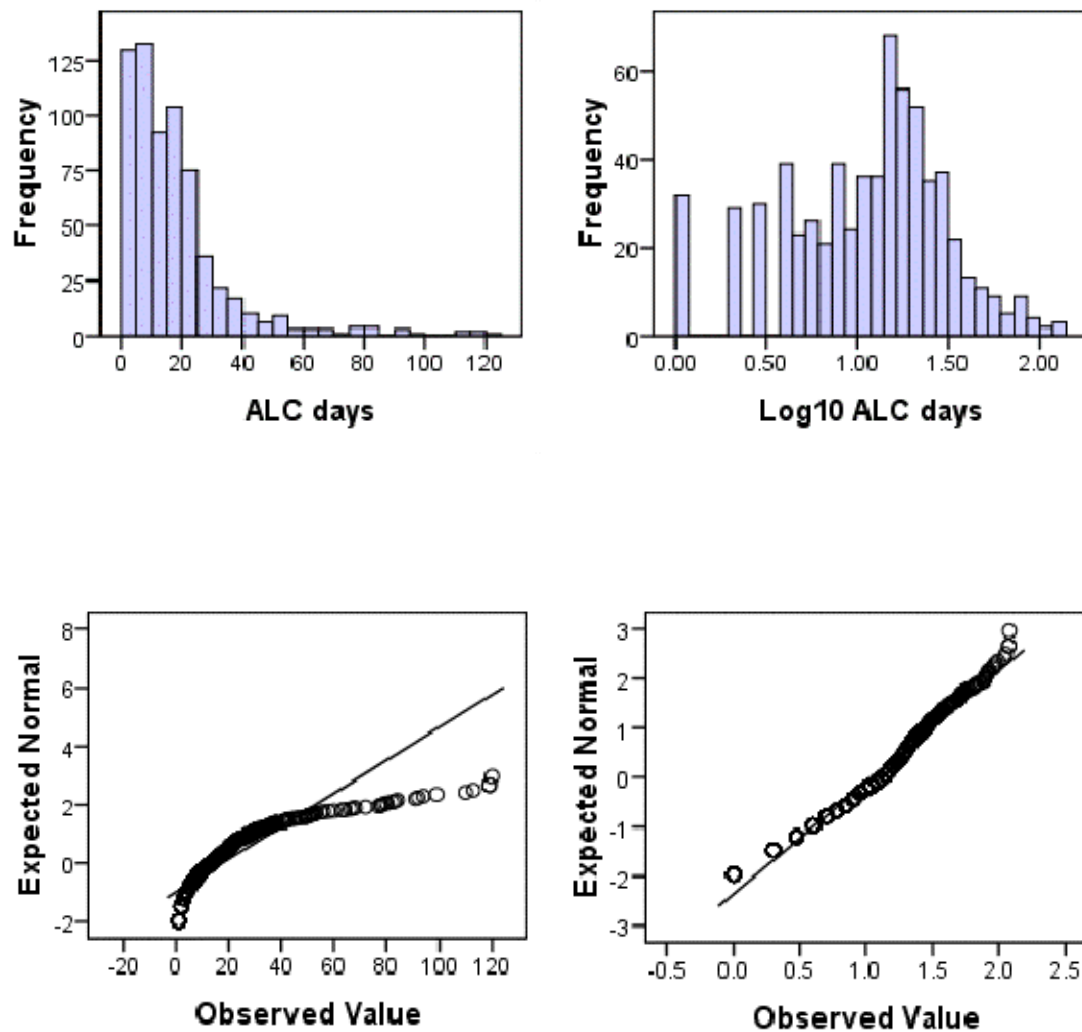 125
100
75
50
25
0
Frequency
0 20 40 60 80 100 120
ALC days
60
40
20
0
Frequency
0.00 0.50 1.00 1.50 2.00
Log10 ALC days
8
6
4
2
0
-2
Expected Normal
-20 0 20 40 60 80 100 120
Observed Value
3
2
1
0
-1
-2
-3
Expected Normal
-0.5 0.0 0.5 1.0 1.5 2.0 2.5
Observed Value